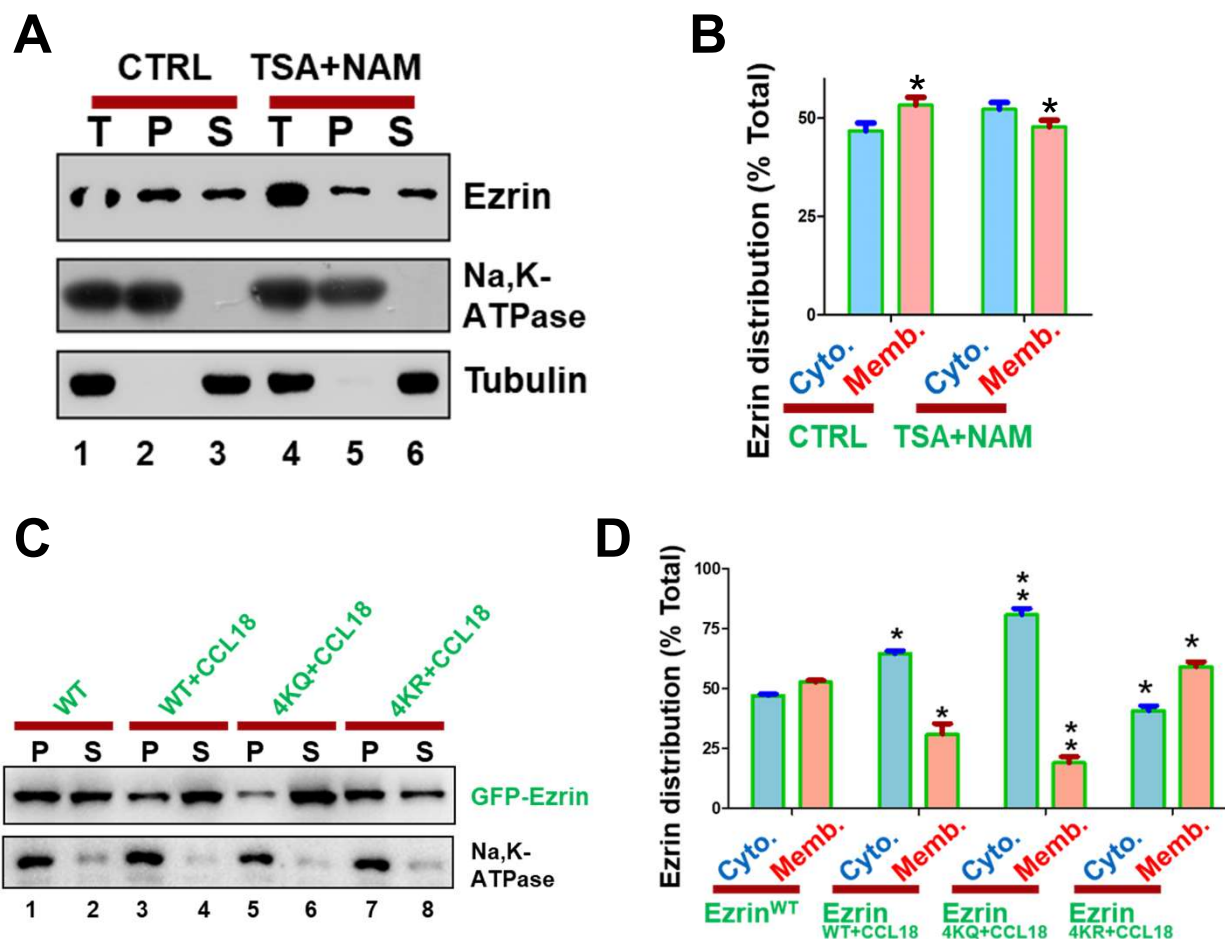 A
CTRL TSA+NAM
T P S T P S
Ezrin
Na,K-
ATPase
Tubulin
1 2 3 4 5 6
B
Ezrin distribution (% Total)
50
25
0
* *
Cyto. Memb. Cyto. Memb.
CTRL TSA+NAM
C
WT WT+CCL18 4KQ+CCL18 4KR+CCL18
P S P S P S P S
GFP-Ezrin
Na,K-
ATPase
1 2 3 4 5 6 7 8
D
Ezrin distribution (% Total)
100
75
50
25
0
* * ** ** * *
Cyto. Memb. Cyto. Memb. Cyto. Memb. Cyto. Memb.
EzrinWT Ezrin Ezrin Ezrin
WT+CCL18 4KQ+CCL18 4KR+CCL18